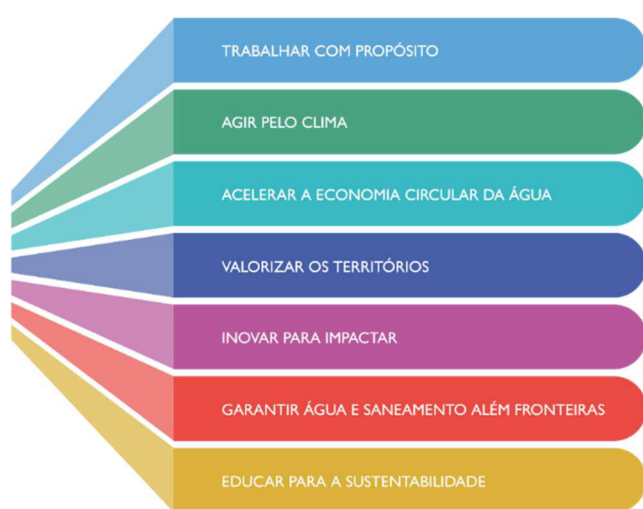 TRABALHAR COM PROPÓSITO
AGIR PELO CLIMA
ACELERAR A ECONOMIA CIRCULAR DA ÁGUA
VALORIZAR OS TERRITÓRIOS
INOVAR PARA IMPACTAR
GARANTIR ÁGUA E SANEAMENTO ALÉM FRONTEIRAS
EDUCAR PARA A SUSTENTABILIDADE